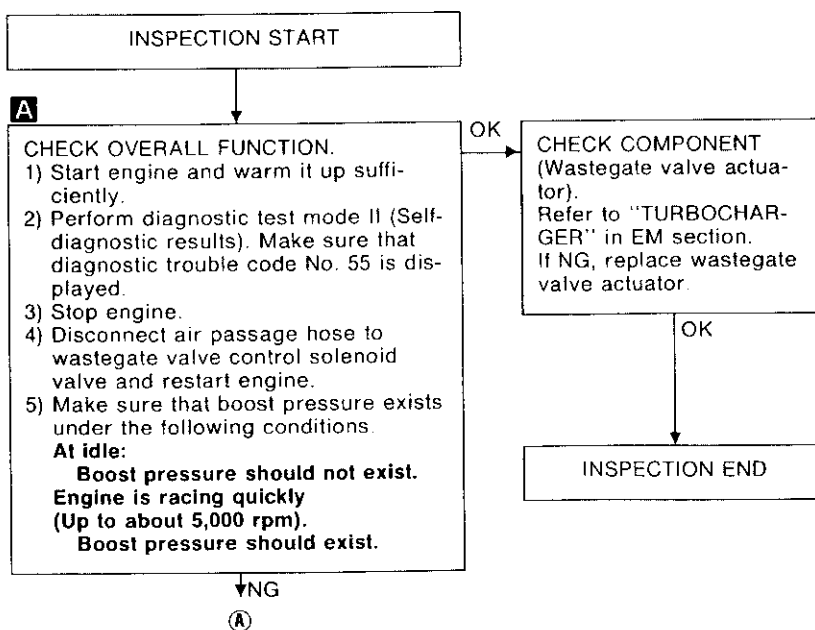 INSPECTION START
A
CHECK OVERALL FUNCTION.
1) Start engine and warm it up suffi-
ciently.
2) Perform diagnostic test mode II (Self-
diagnostic results). Make sure that
diagnostic trouble code No. 55 is dis-
played.
3) Stop engine.
4) Disconnect air passage hose to
wastegate valve control solenoid
valve and restart engine.
5) Make sure that boost pressure exists
under the following conditions.
At idle:
Boost pressure should not exist.
Engine is racing quickly
(Up to about 5,000 rpm).
Boost pressure should exist.
NG
A
OK
CHECK COMPONENT
(Wastegate valve actua-
tor).
Refer to "TURBOCHAR-
GER" in EM section.
If NG, replace wastegate
valve actuator.
OK
INSPECTION END